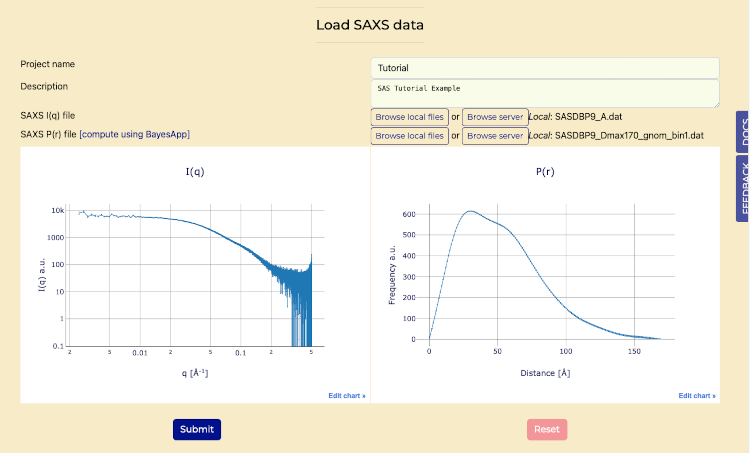 Load SAXS data
Project name
Tutorial
Description
SAS Tutorial Example
SAXS I(q) file
Browse local files or Browse server Local: SASDBP9_A.dat
SAXS P(r) file [compute using BayesApp]
Browse local files or Browse server Local: SASDBP9_Dmax170_gnom_bin1.dat
DOCS
FEEDBACK
I(q)
10k
1000
100
10
1
0.1
I(q) a.u.
2 5 0.01 2 5 0.1 2 5
q [Å⁻¹]
Edit chart »
P(r)
600
500
400
300
200
100
0
Frequency a.u.
0 50 100 150
Distance [Å]
Edit chart »
Submit
Reset